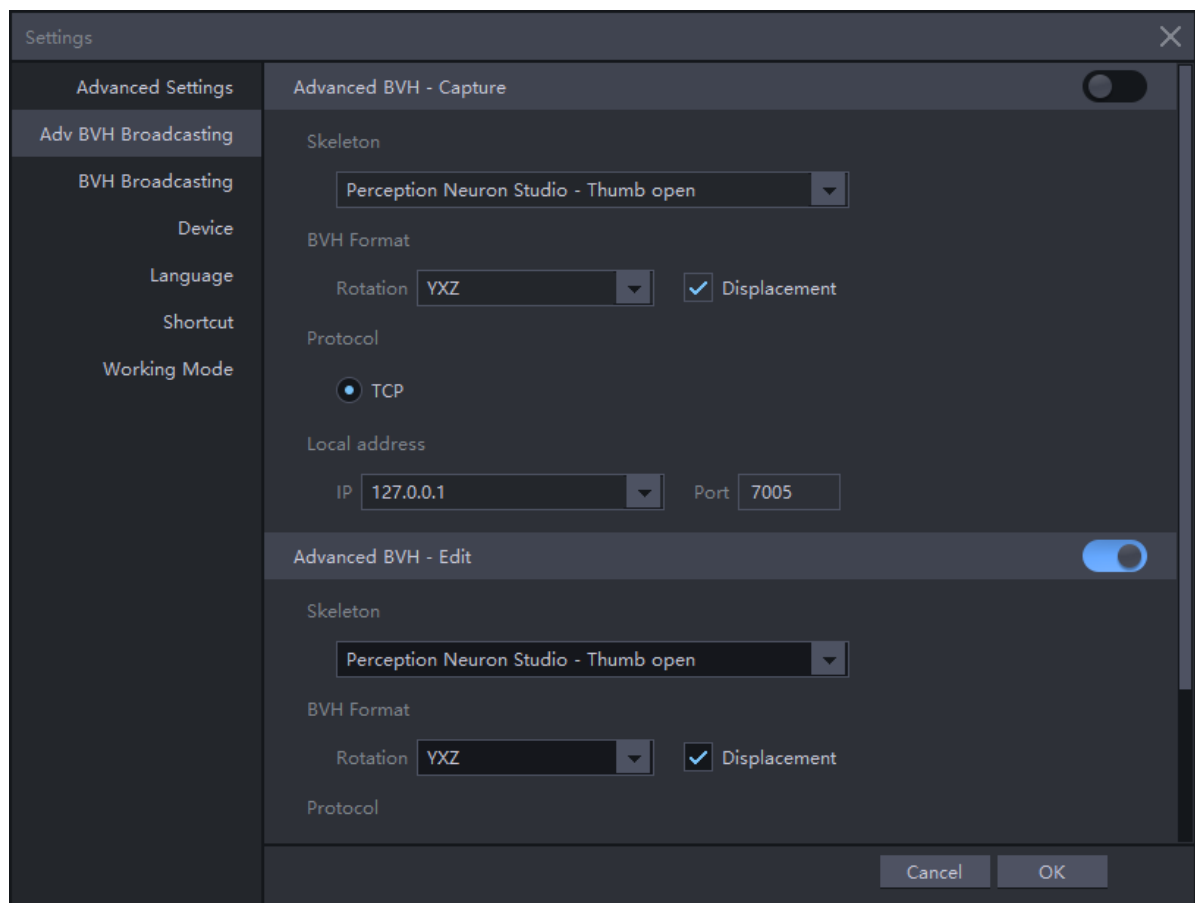 Settings
Advanced Settings
Adv BVH Broadcasting
BVH Broadcasting
Device
Language
Shortcut
Working Mode
Advanced BVH - Capture
Skeleton
Perception Neuron Studio - Thumb open
BVH Format
Rotation YXZ Displacement
Protocol
TCP
Local address
IP 127.0.0.1 Port 7005
Advanced BVH - Edit
Skeleton
Perception Neuron Studio - Thumb open
BVH Format
Rotation YXZ Displacement
Protocol
Cancel OK